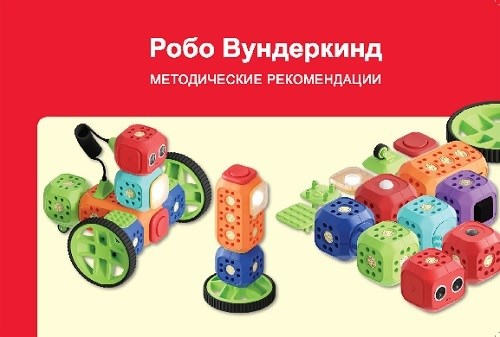 Робо Вундеркинд
МЕТОДИЧЕСКИЕ РЕКОМЕНДАЦИИ